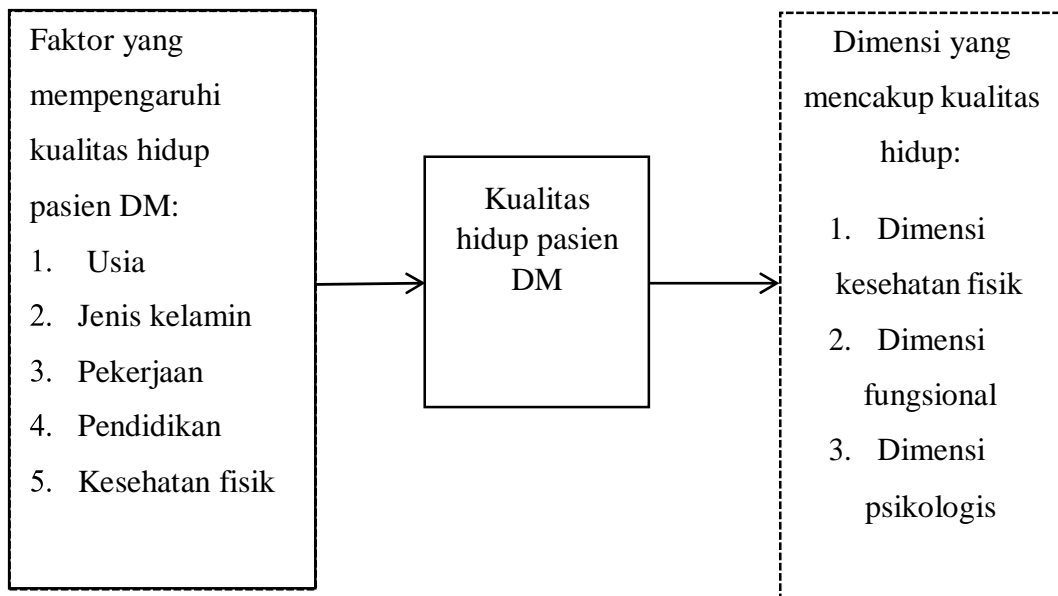 Faktor yang
mempengaruhi
kualitas hidup
pasien DM:
1. Usia
2. Jenis kelamin
3. Pekerjaan
4. Pendidikan
5. Kesehatan fisik
Kualitas
hidup pasien
DM
Dimensi yang
mencakup kualitas
hidup:
1. Dimensi
kesehatan fisik
2. Dimensi
fungsional
3. Dimensi
psikologis